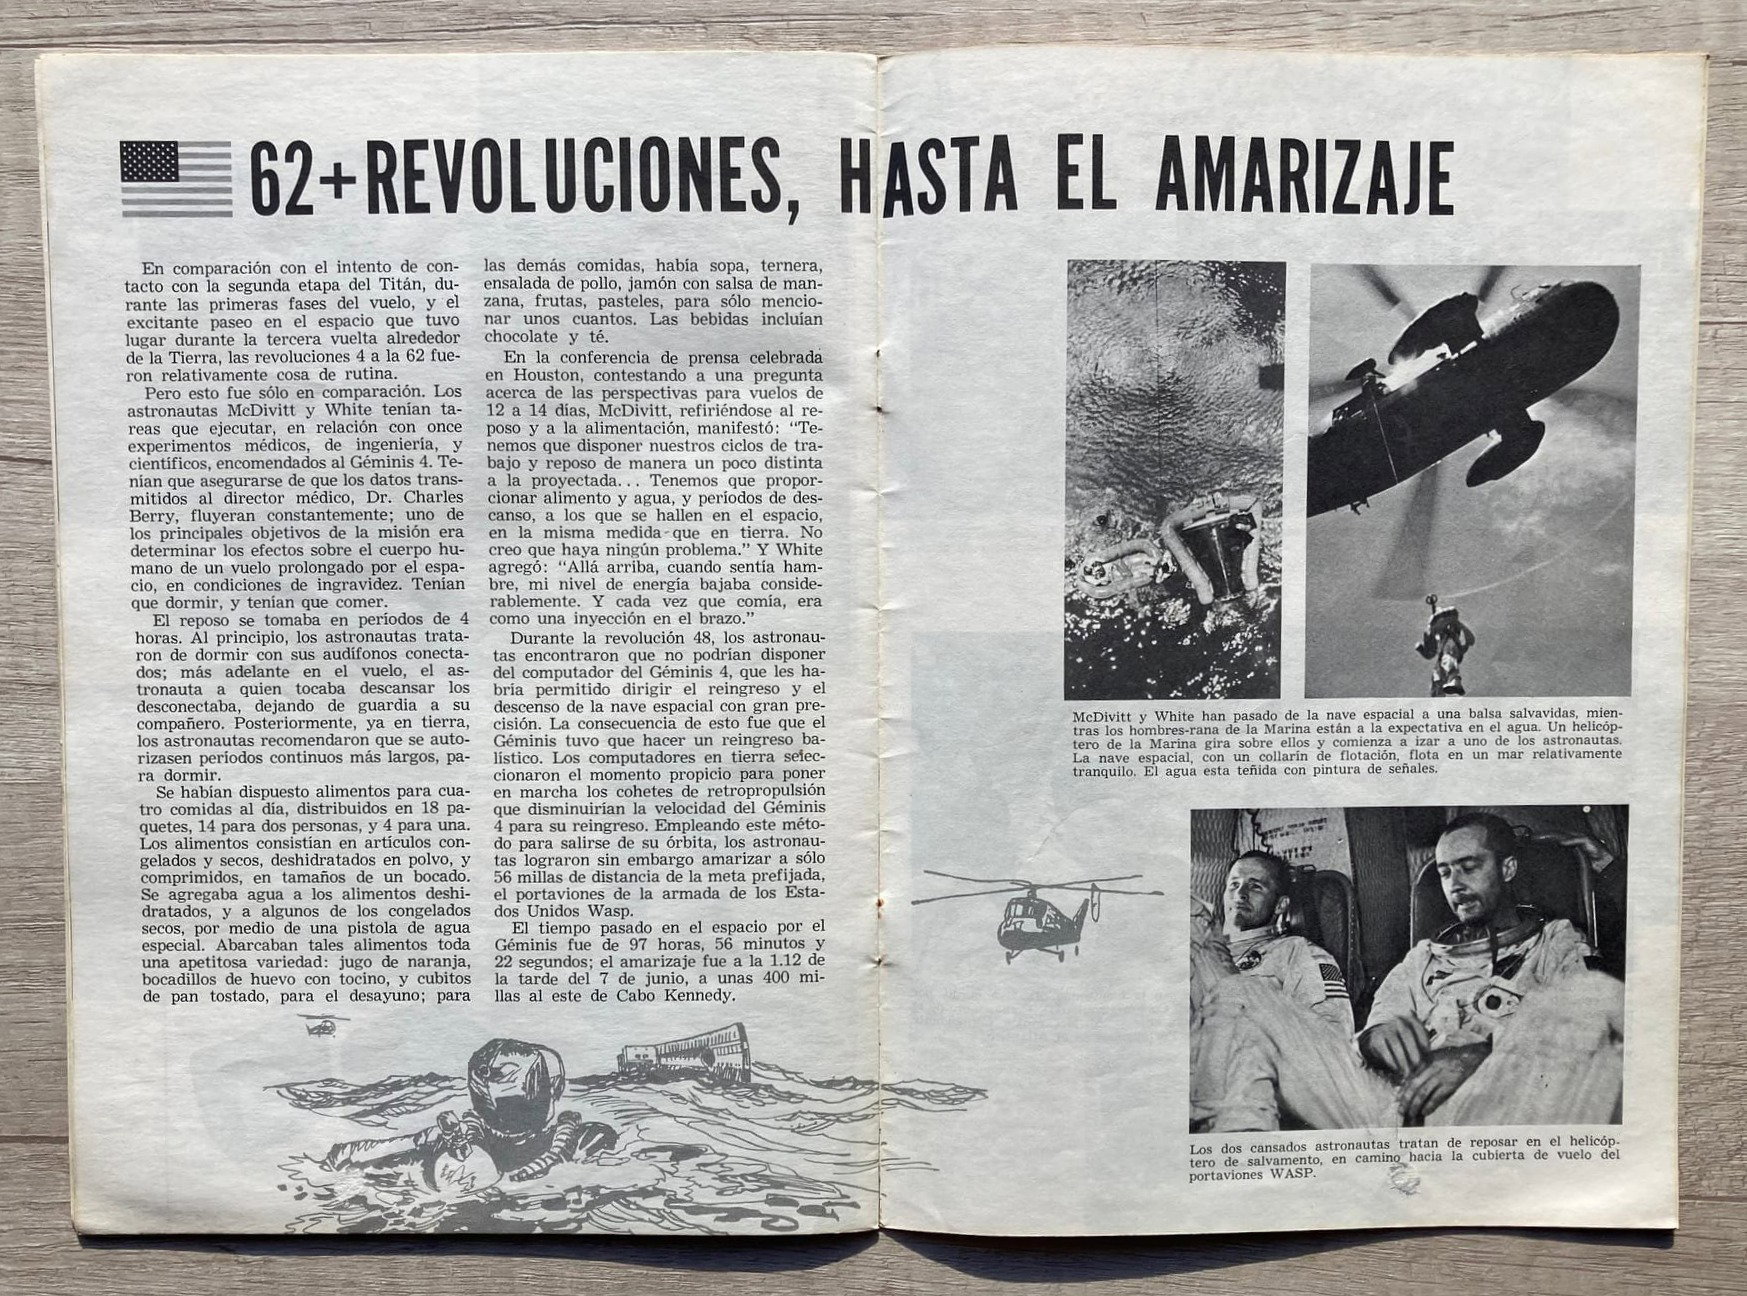 62+REVOLUCIONES, HASTA EL AMARIZAJE
En comparación con el intento de con-
tacto con la segunda etapa del Titán, du-
rante las primeras fases del vuelo, y el
excitante paseo en el espacio que tuvo
lugar durante la tercera vuelta alrededor
de la Tierra, las revoluciones 4 a la 62 fue-
ron relativamente cosa de rutina.
Pero esto fue sólo en comparación. Los
astronautas McDivitt y White tenían ta-
reas que ejecutar, en relación con once
experimentos médicos, de ingeniería, y
científicos, encomendados al Géminis 4. Te-
nían que asegurarse de que los datos trans-
mitidos al director médico, Dr. Charles
Berry, fluyeran constantemente; uno de
los principales objetivos de la misión era
determinar los efectos sobre el cuerpo hu-
mano de un vuelo prolongado por el espa-
cio, en condiciones de ingravidez. Tenían
que dormir, y tenían que comer.
El reposo se tomaba en períodos de 4
horas. Al principio, los astronautas trata-
ron de dormir con sus audífonos conecta-
dos; más adelante en el vuelo, el as-
tronauta a quien tocaba descansar los
desconectaba, dejando de guardia a su
compañero. Posteriormente, ya en tierra,
los astronautas recomendaron que se auto-
rizasen períodos continuos más largos, pa-
ra dormir.
Se habían dispuesto alimentos para cua-
tro comidas al día, distribuidos en 18 pa-
quetes, 14 para dos personas, y 4 para una.
Los alimentos consistían en artículos con-
gelados y secos, deshidratados en polvo, y
comprimidos, en tamaños de un bocado.
Se agregaba agua a los alimentos deshi-
dratados, y a algunos de los congelados
secos, por medio de una pistola de agua
especial. Abarcaban tales alimentos toda
una apetitosa variedad: jugo de naranja,
bocadillos de huevo con tocino, y cubitos
de pan tostado, para el desayuno; para
las demás comidas, había sopa, ternera,
ensalada de pollo, jamón con salsa de man-
zana, frutas, pasteles, para sólo mencio-
nar unos cuantos. Las bebidas incluían
chocolate y té.
En la conferencia de prensa celebrada
en Houston, contestando a una pregunta
acerca de las perspectivas para vuelos de
12 a 14 días, McDivitt, refiriéndose al re-
poso y a la alimentación, manifestó: "Te-
nemos que disponer nuestros ciclos de tra-
bajo y reposo de manera un poco distinta
a la proyectada... Tenemos que propor-
cionar alimento y agua, y períodos de des-
canso, a los que se hallen en el espacio,
en la misma medida que en tierra. No
creo que haya ningún problema." Y White
agregó: "Allá arriba, cuando sentía ham-
bre, mi nivel de energía bajaba conside-
rablemente. Y cada vez que comía, era
como una inyección en el brazo."
Durante la revolución 48, los astronau-
tas encontraron que no podrían disponer
del computador del Géminis 4, que les ha-
bría permitido dirigir el reingreso y el
descenso de la nave espacial con gran pre-
cisión. La consecuencia de esto fue que el
Géminis tuvo que hacer un reingreso ba-
lístico. Los computadores en tierra selec-
cionaron el momento propicio para poner
en marcha los cohetes de retropropulsión
que disminuirían la velocidad del Géminis
4 para su reingreso. Empleando este méto-
do para salirse de su órbita, los astronau-
tas lograron sin embargo amarizar a sólo
56 millas de distancia de la meta prefijada,
el portaviones de la armada de los Esta-
dos Unidos Wasp.
El tiempo pasado en el espacio por el
Géminis fue de 97 horas, 56 minutos y
22 segundos; el amarizaje fue a la 1.12 de
la tarde del 7 de junio, a unas 400 mi-
llas al este de Cabo Kennedy.
McDivitt y White han pasado de la nave espacial a una balsa salvavidas, mien-
tras los hombres-rana de la Marina están a la expectativa en el agua. Un helicóp-
tero de la Marina gira sobre ellos y comienza a izar a uno de los astronautas.
La nave espacial, con un collarín de flotación, flota en un mar relativamente
tranquilo. El agua esta teñida con pintura de señales.
Los dos cansados astronautas tratan de reposar en el helicóp-
tero de salvamento, en camino hacia la cubierta de vuelo del
portaviones WASP.